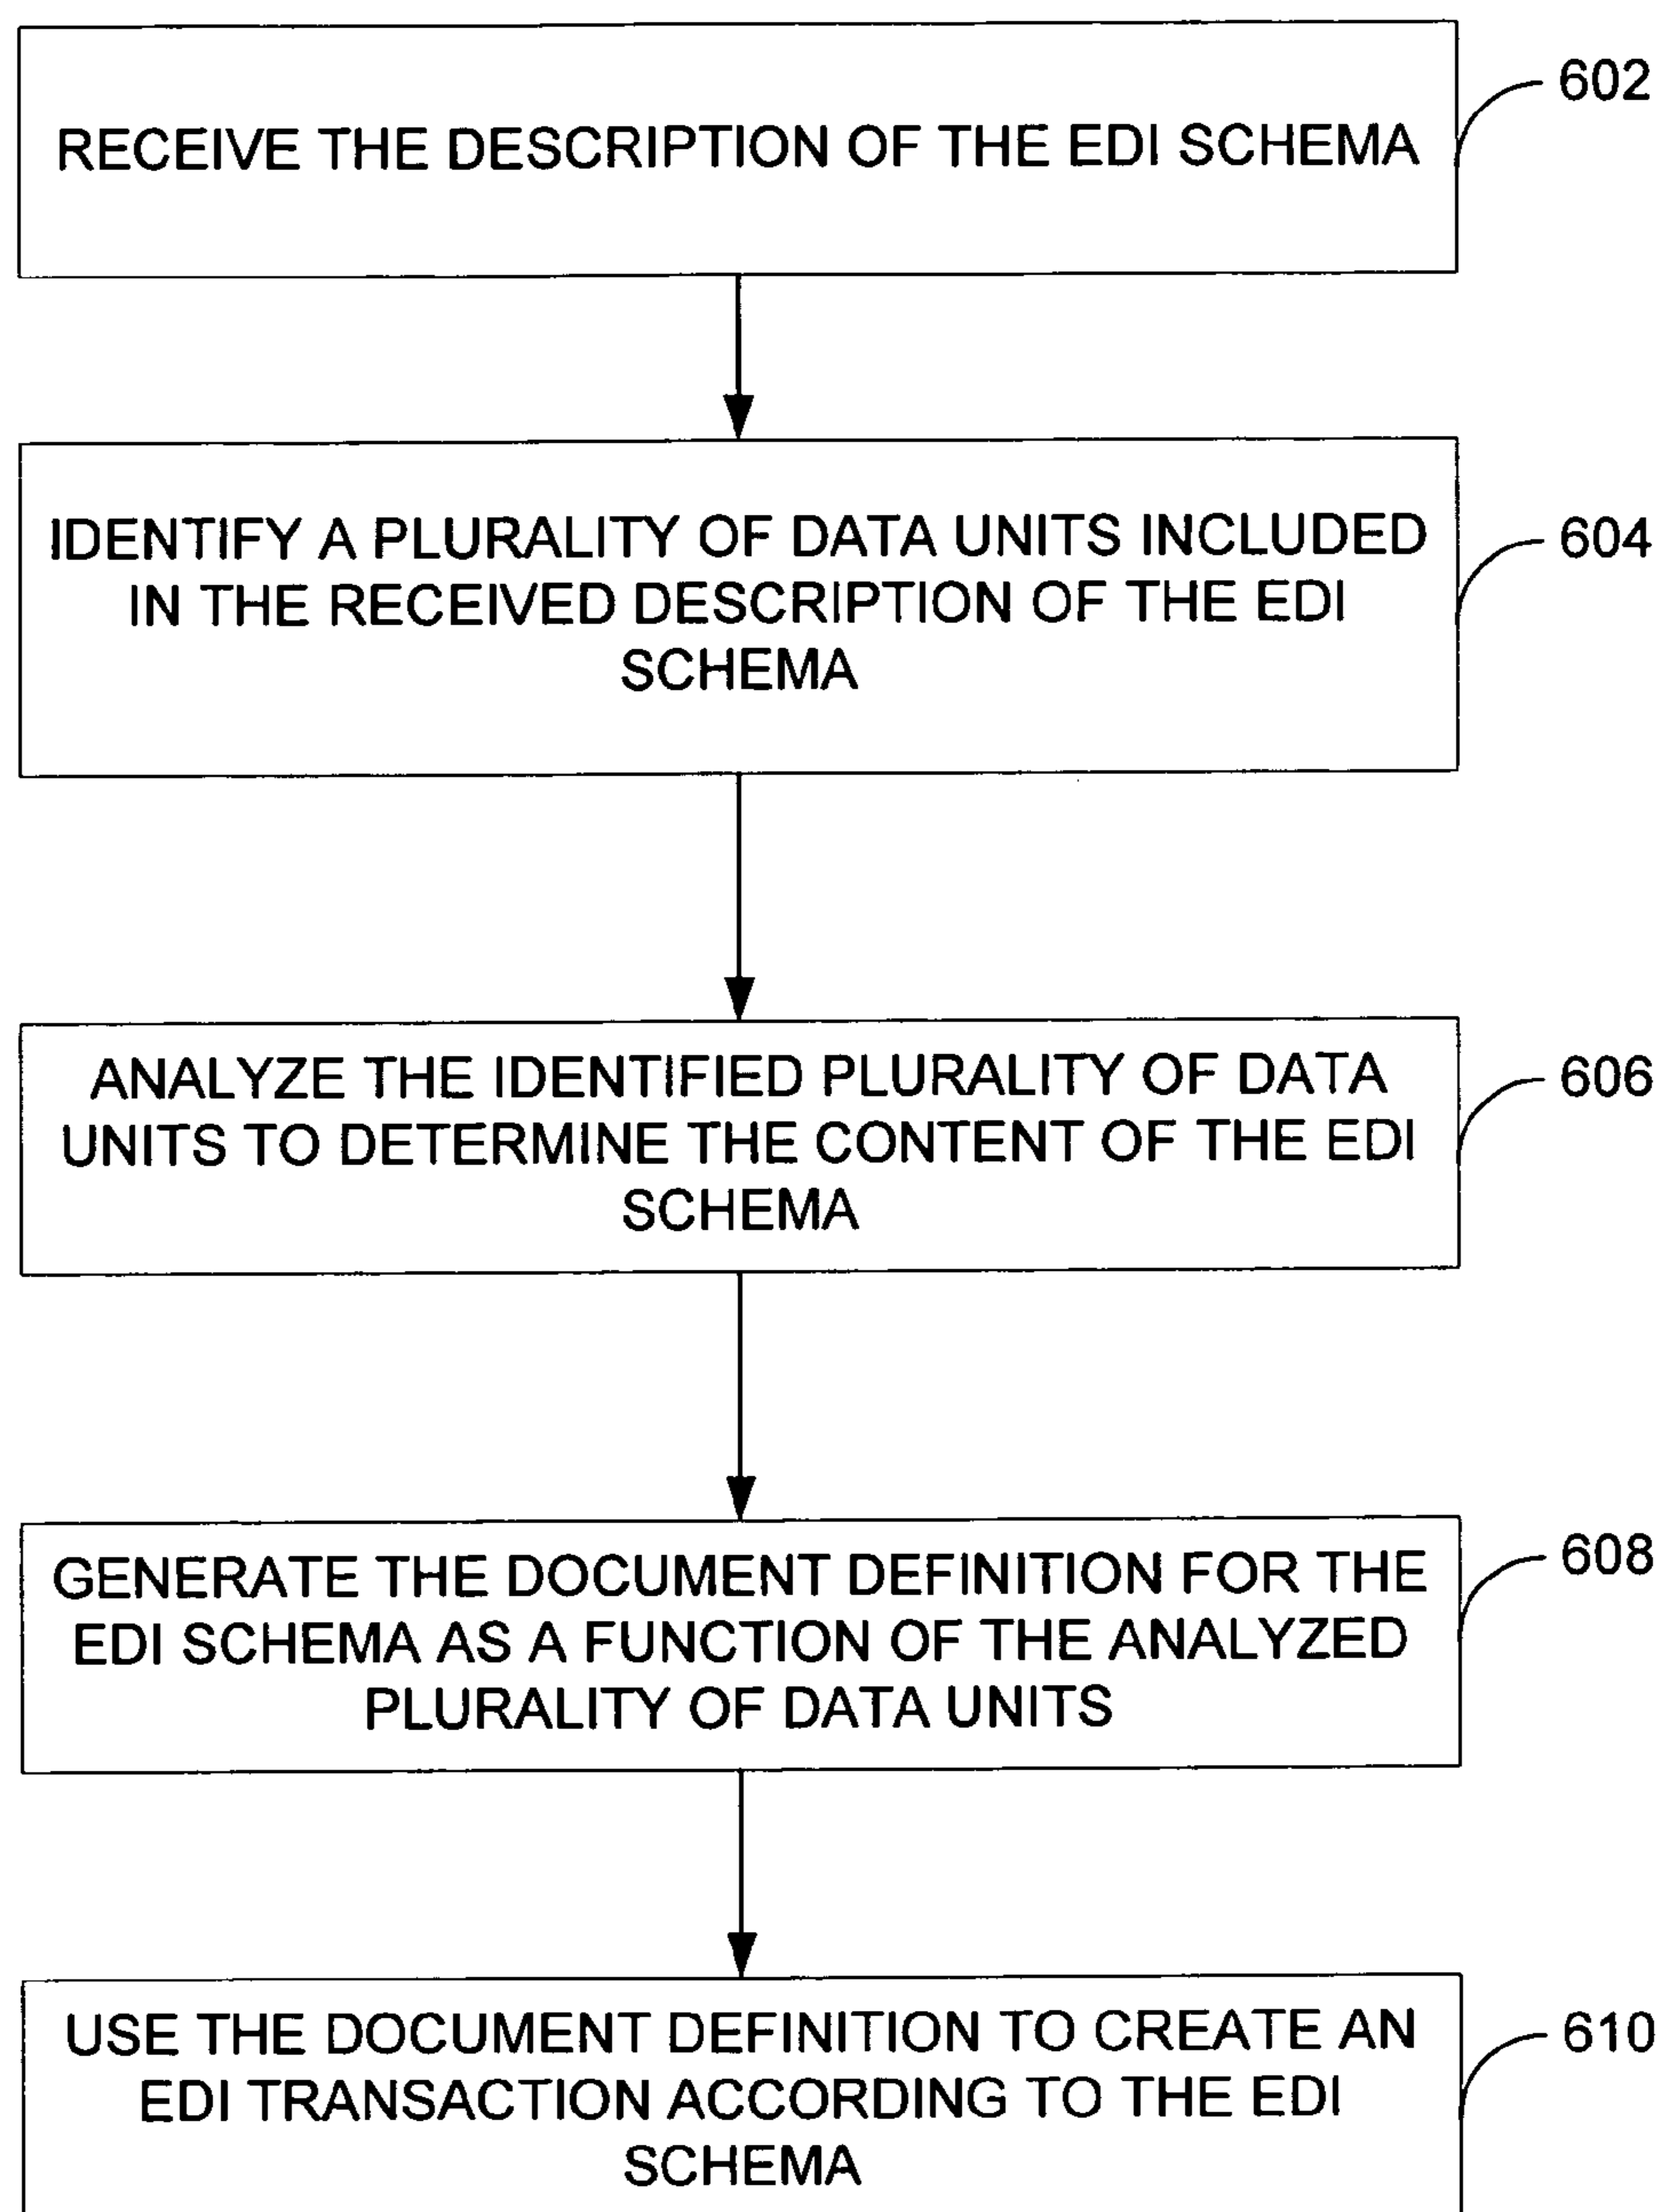 RECEIVE THE DESCRIPTION OF THE EDI SCHEMA
602
IDENTIFY A PLURALITY OF DATA UNITS INCLUDED
IN THE RECEIVED DESCRIPTION OF THE EDI
SCHEMA
604
ANALYZE THE IDENTIFIED PLURALITY OF DATA
UNITS TO DETERMINE THE CONTENT OF THE EDI
SCHEMA
606
GENERATE THE DOCUMENT DEFINITION FOR THE
EDI SCHEMA AS A FUNCTION OF THE ANALYZED
PLURALITY OF DATA UNITS
608
USE THE DOCUMENT DEFINITION TO CREATE AN
EDI TRANSACTION ACCORDING TO THE EDI
SCHEMA
610